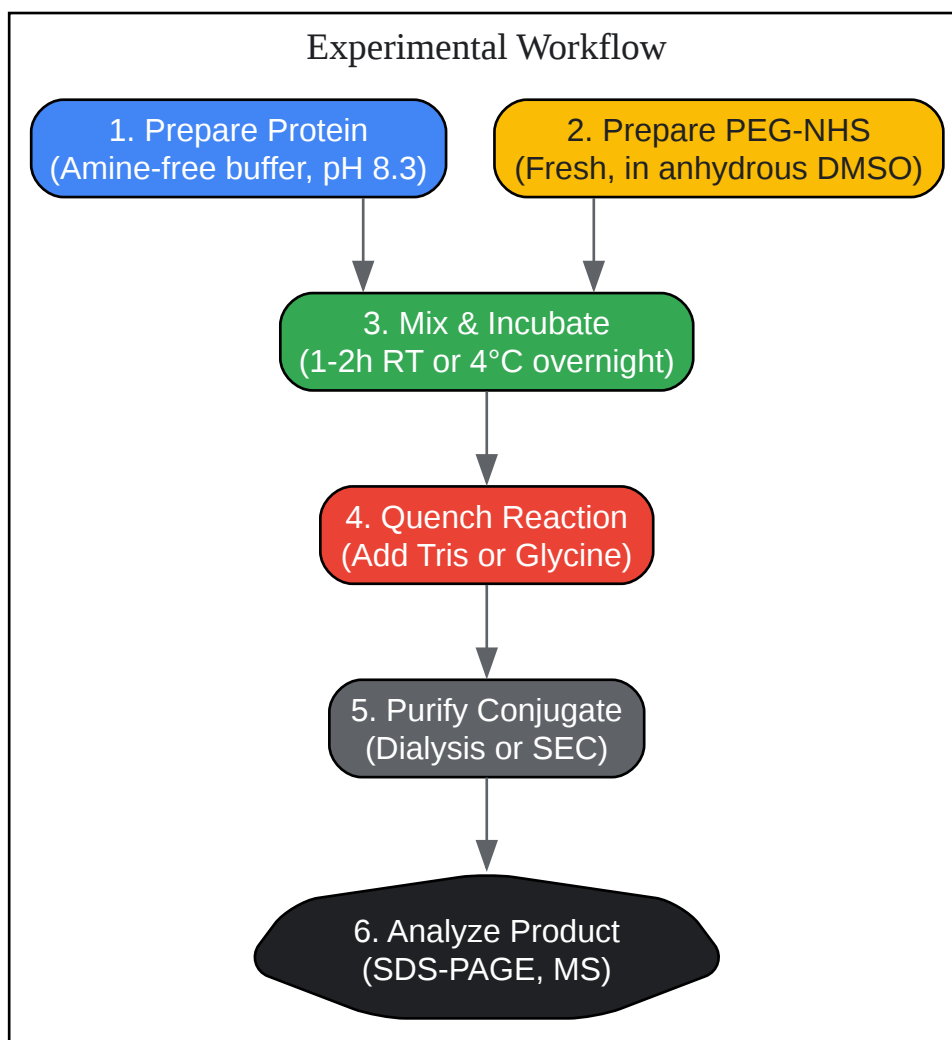 Experimental Workflow
1. Prepare Protein
(Amine-free buffer, pH 8.3)
2. Prepare PEG-NHS
(Fresh, in anhydrous DMSO)
3. Mix & Incubate
(1-2h RT or 4°C overnight)
4. Quench Reaction
(Add Tris or Glycine)
5. Purify Conjugate
(Dialysis or SEC)
6. Analyze Product
(SDS-PAGE, MS)